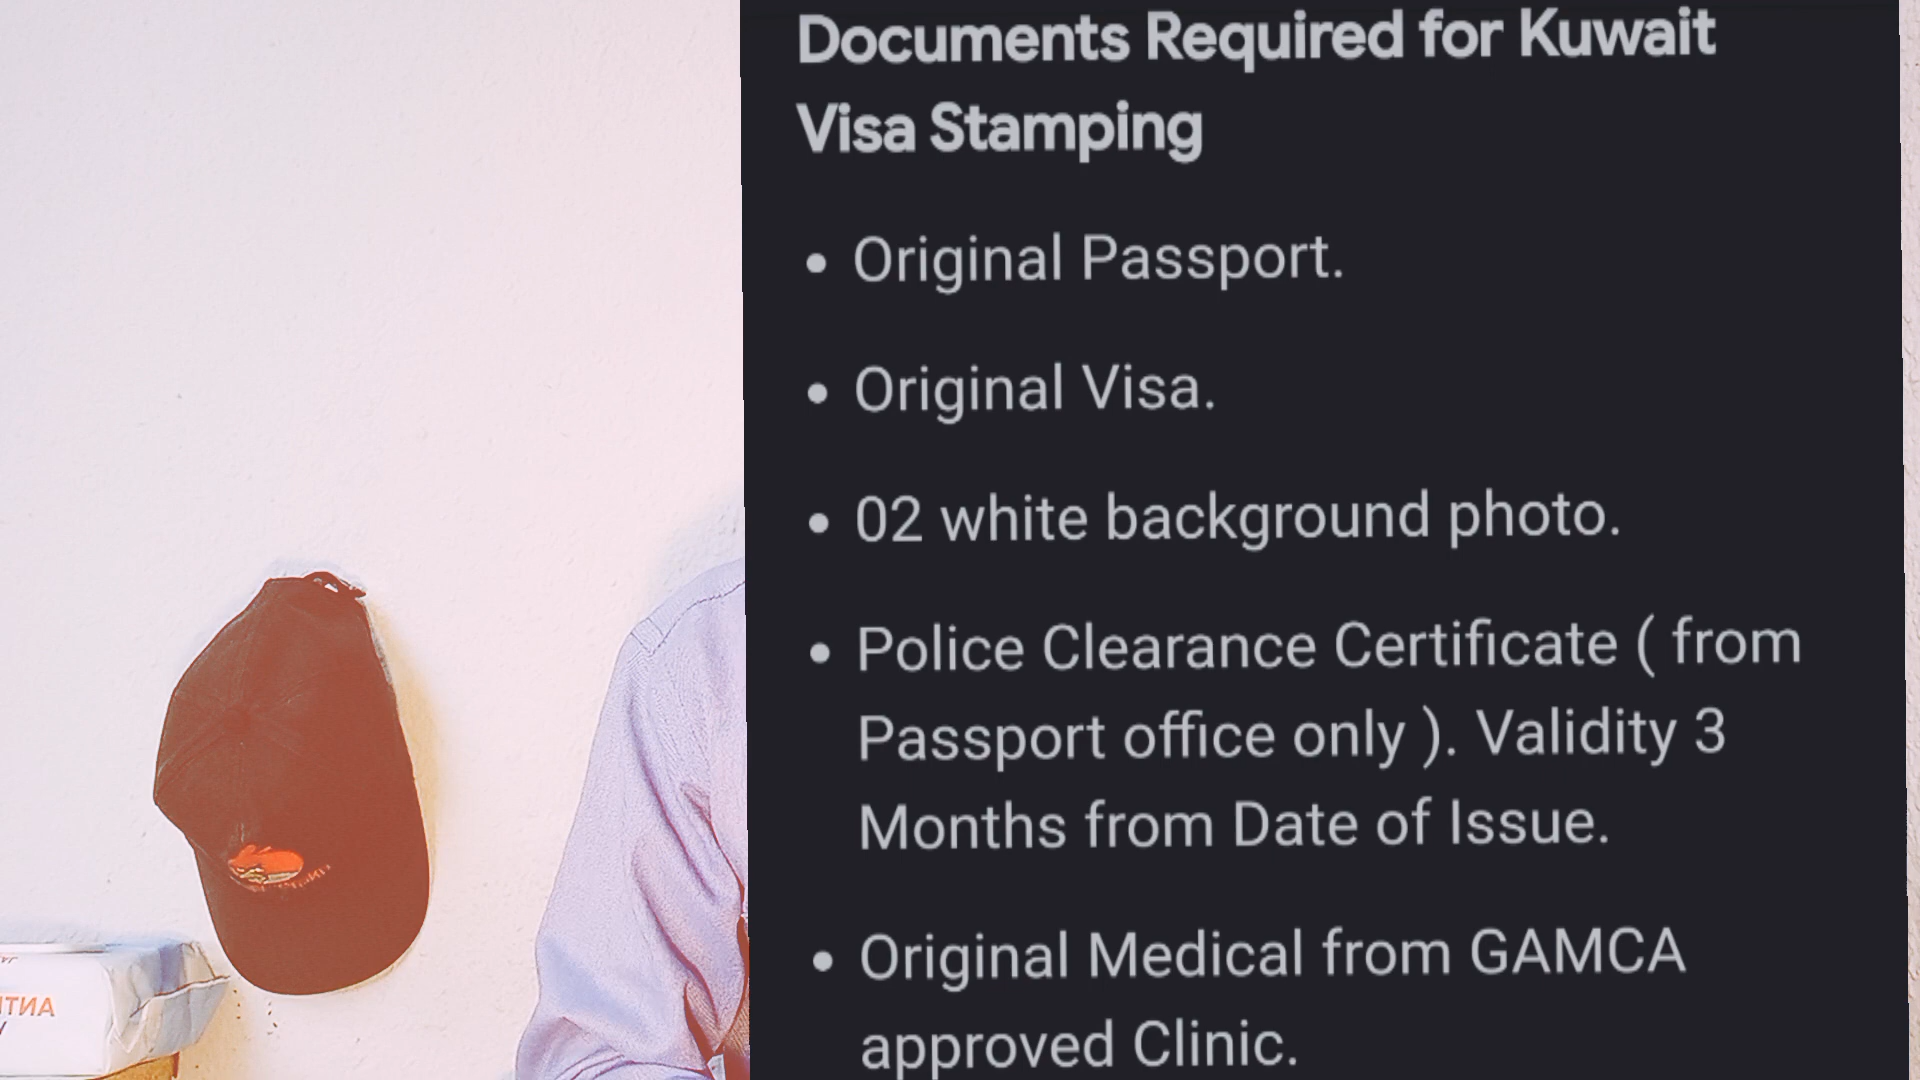 Documents Required for Kuwait
Visa Stamping
• Original Passport.
• Original Visa.
• 02 white background photo.
• Police Clearance Certificate ( from
Passport office only ). Validity 3
Months from Date of Issue.
• Original Medical from GAMCA
approved Clinic.